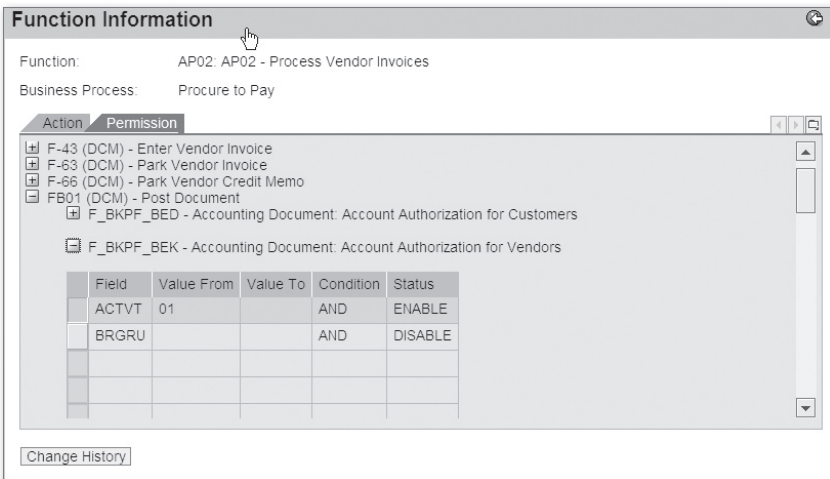 Function Information
Function: AP02: AP02 - Process Vendor Invoices
Business Process: Procure to Pay
Action Permission
F-43 (DCM) - Enter Vendor Invoice
F-63 (DCM) - Park Vendor Invoice
F-66 (DCM) - Park Vendor Credit Memo
FB01 (DCM) - Post Document
F_BKPF_BED - Accounting Document: Account Authorization for Customers
F_BKPF_BEK - Accounting Document: Account Authorization for Vendors
Field Value From Value To Condition Status
ACTVT 01 AND ENABLE
BRGRU AND DISABLE
Change History